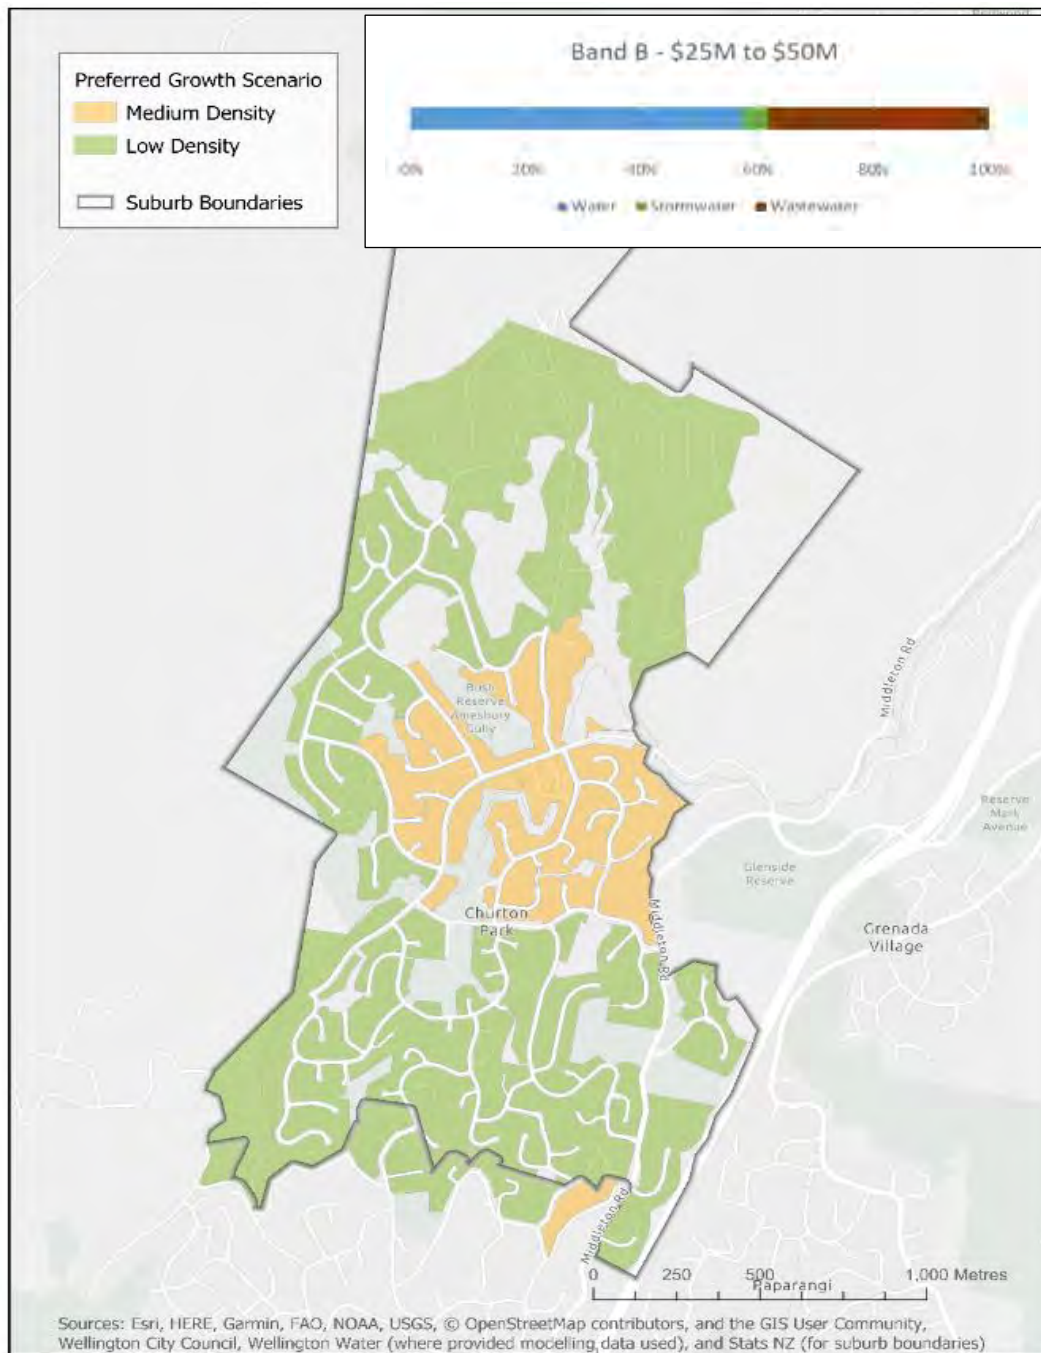 Preferred Growth Scenario
Medium Density
Low Density
Suburb Boundaries
Band B - $25M to $50M
0% 20% 40% 60% 80% 100%
Water Stormwater Wastewater
Middleton Rd
Bush
Reserve
Amesbury
Gully
Reserve
Mark
Avenue
Glenside
Reserve
Churton
Park
Middleton Rd
Grenada
Village
Middleton Rd
0 250 500 1,000 Metres
Paparangi
Sources: Esri, HERE, Garmin, FAO, NOAA, USGS, © OpenStreetMap contributors, and the GIS User Community,
Wellington City Council, Wellington Water (where provided modelling data used), and Stats NZ (for suburb boundaries)